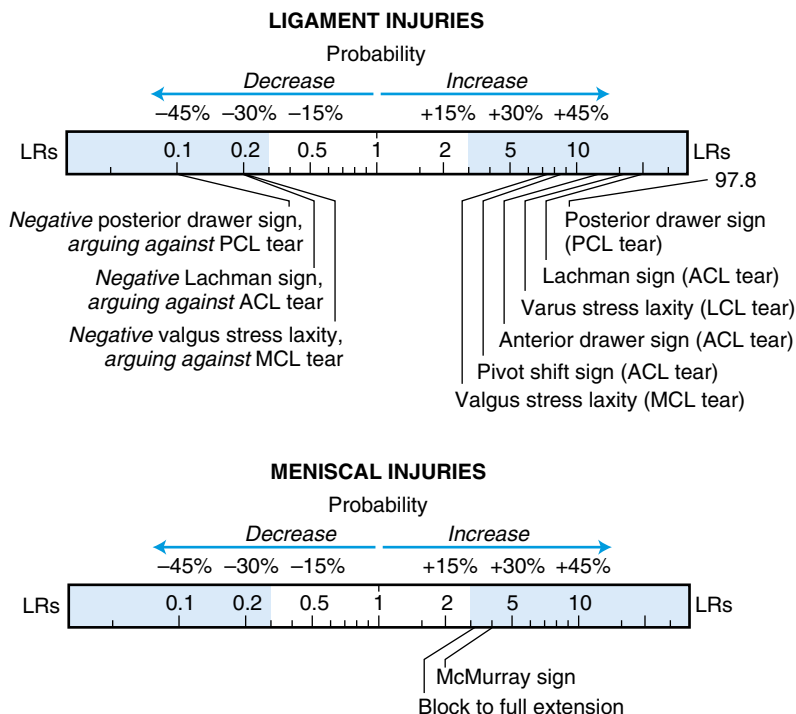 LIGAMENT INJURIES
Probability
Decrease Increase
–45% –30% –15% +15% +30% +45%
LRs 0.1 0.2 0.5 1 2 5 10 LRs
97.8
Negative posterior drawer sign,
arguing against PCL tear
Negative Lachman sign,
arguing against ACL tear
Negative valgus stress laxity,
arguing against MCL tear
Posterior drawer sign
(PCL tear)
Lachman sign (ACL tear)
Varus stress laxity (LCL tear)
Anterior drawer sign (ACL tear)
Pivot shift sign (ACL tear)
Valgus stress laxity (MCL tear)
MENISCAL INJURIES
Probability
Decrease Increase
–45% –30% –15% +15% +30% +45%
LRs 0.1 0.2 0.5 1 2 5 10 LRs
McMurray sign
Block to full extension